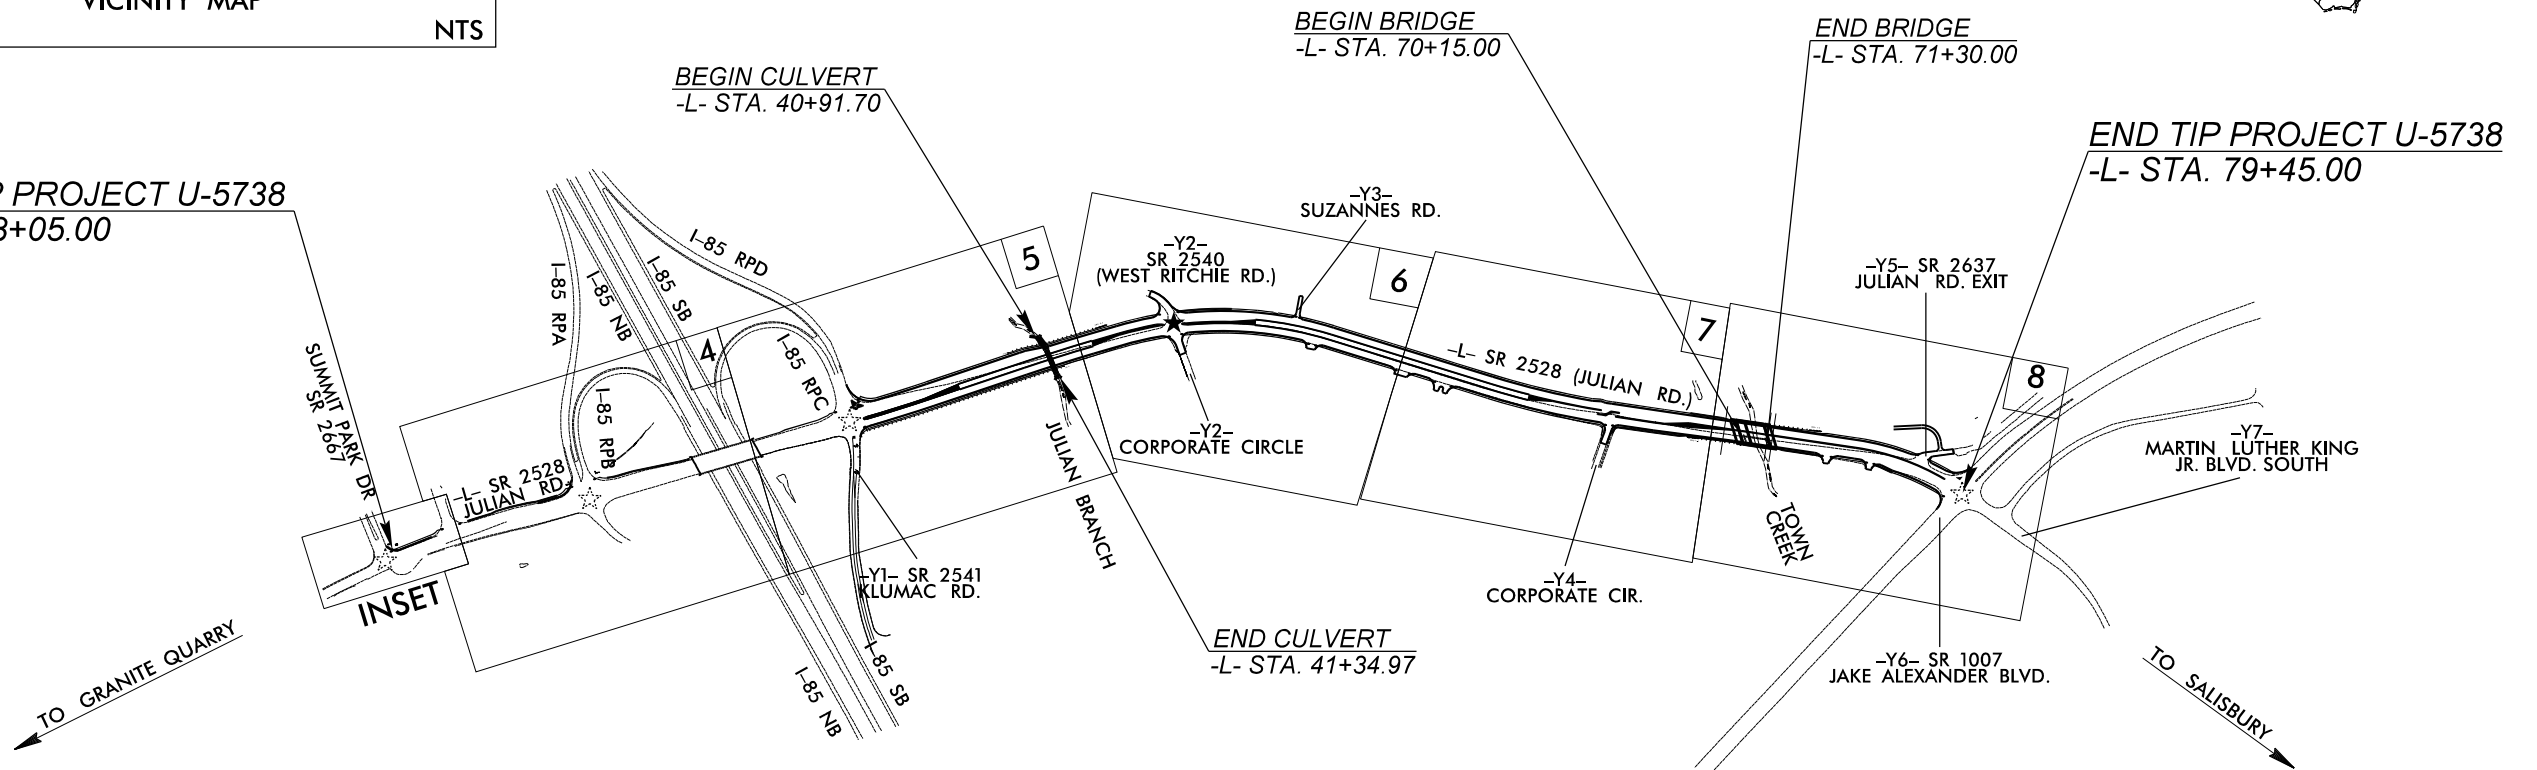 VICINITY MAP
NTS
BEGIN BRIDGE
-L- STA. 70+15.00
END BRIDGE
-L- STA. 71+30.00
BEGIN CULVERT
-L- STA. 40+91.70
END TIP PROJECT U-5738
-L- STA. 79+45.00
PROJECT U-5738
+05.00
-Y3-
SUZANNES RD.
I-85 RPD
5
-Y2-
SR 2540
(WEST RITCHIE RD.)
6
-Y5- SR 2637
JULIAN RD. EXIT
I-85 RPA
I-85 NB
I-85 SB
4
I-85 RPC
7
-L- SR 2528 (JULIAN RD.)
8
SUMMIT PARK DR
SR 2667
I-85 RPB
-L- SR 2528
JULIAN RD.
-Y2-
CORPORATE CIRCLE
JULIAN BRANCH
-Y7-
MARTIN LUTHER KING
JR. BLVD. SOUTH
TOWN
CREEK
INSET
-Y1- SR 2541
KLUMAC RD.
-Y4-
CORPORATE CIR.
TO GRANITE QUARRY
I-85 NB
I-85 SB
END CULVERT
-L- STA. 41+34.97
-Y6- SR 1007
JAKE ALEXANDER BLVD.
TO SALISBURY